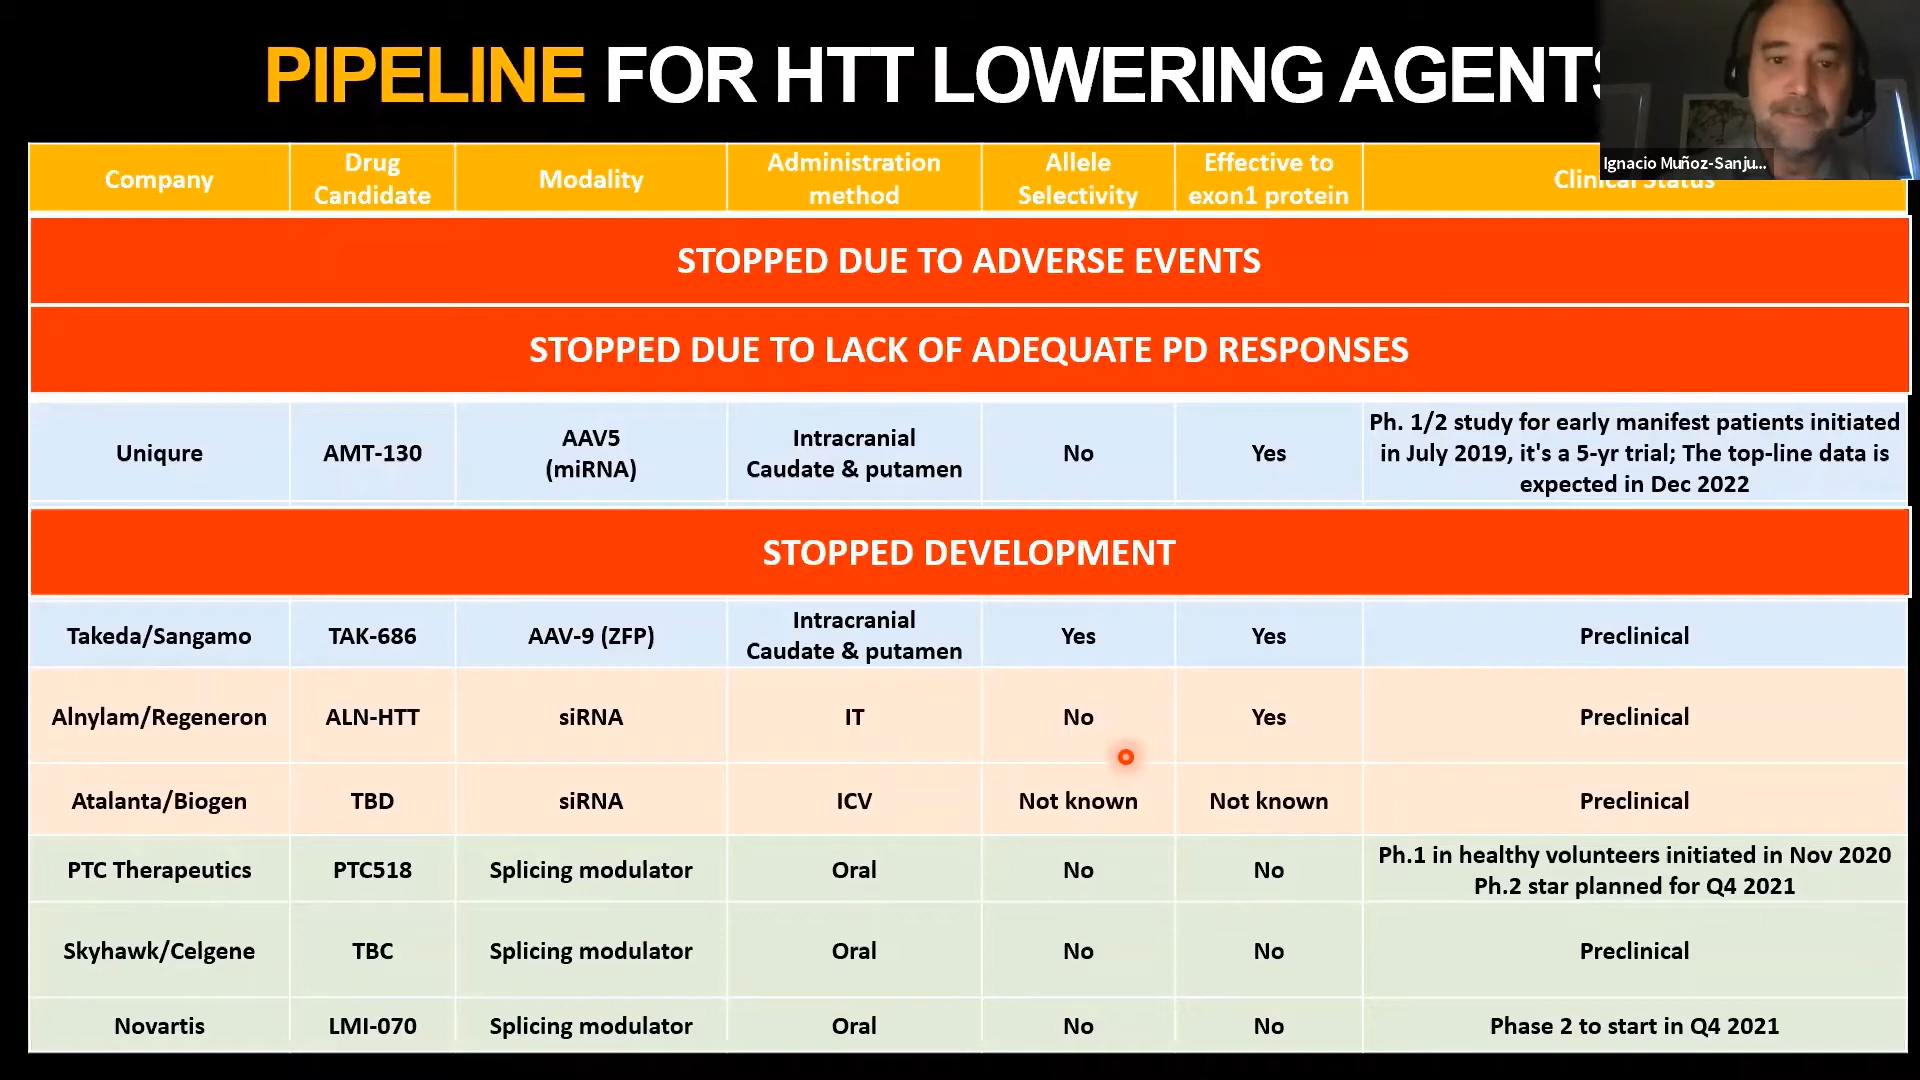 PIPELINE FOR HTT LOWERING AGENTS
Ignacio Muñoz-Sanju...
Company
Drug
Candidate
Modality
Administration
method
Allele
Selectivity
Effective to
exon1 protein
Clinical Status
STOPPED DUE TO ADVERSE EVENTS
STOPPED DUE TO LACK OF ADEQUATE PD RESPONSES
Uniqure
AMT-130
AAV5
(miRNA)
Intracranial
Caudate & putamen
No
Yes
Ph. 1/2 study for early manifest patients initiated
in July 2019, it's a 5-yr trial; The top-line data is
expected in Dec 2022
STOPPED DEVELOPMENT
Takeda/Sangamo
TAK-686
AAV-9 (ZFP)
Intracranial
Caudate & putamen
Yes
Yes
Preclinical
Alnylam/Regeneron
ALN-HTT
siRNA
IT
No
Yes
Preclinical
Atalanta/Biogen
TBD
siRNA
ICV
Not known
Not known
Preclinical
PTC Therapeutics
PTC518
Splicing modulator
Oral
No
No
Ph.1 in healthy volunteers initiated in Nov 2020
Ph.2 star planned for Q4 2021
Skyhawk/Celgene
TBC
Splicing modulator
Oral
No
No
Preclinical
Novartis
LMI-070
Splicing modulator
Oral
No
No
Phase 2 to start in Q4 2021